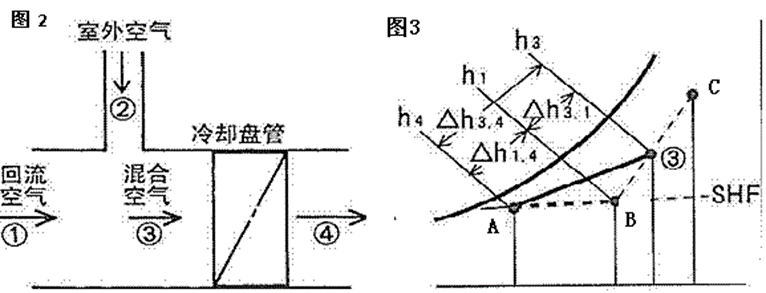 图 2
室外空气
②
冷却盘管
回流
空气
①
混合
空气
③
④
图3
h3
h1
h4
C
Δh3,1
Δh3,4
Δh1,4
③
SHF
A
B